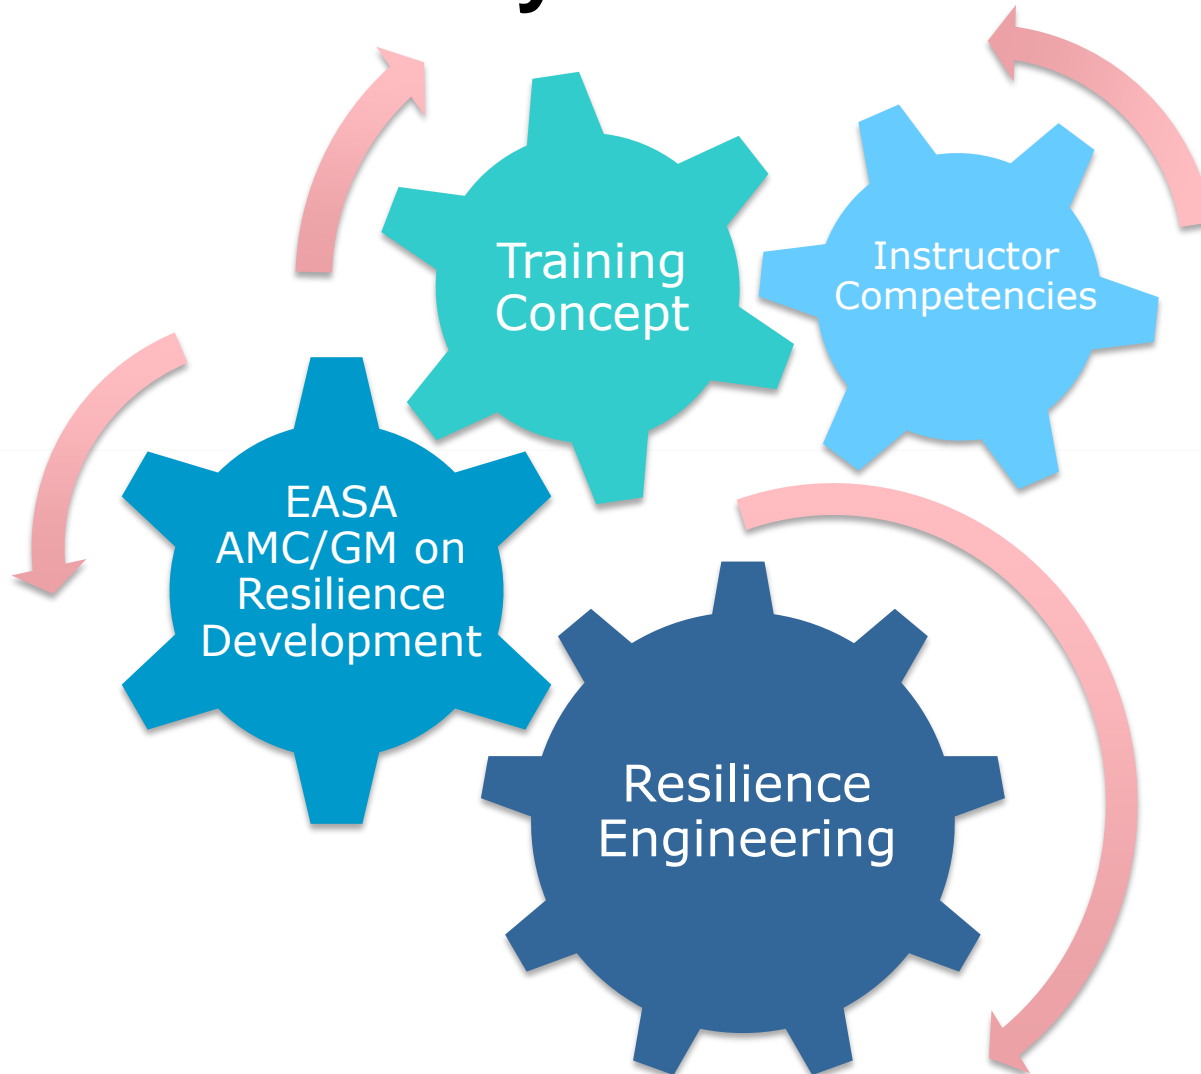 Training
Concept
Instructor
Competencies
EASA
AMC/GM on
Resilience
Development
Resilience
Engineering